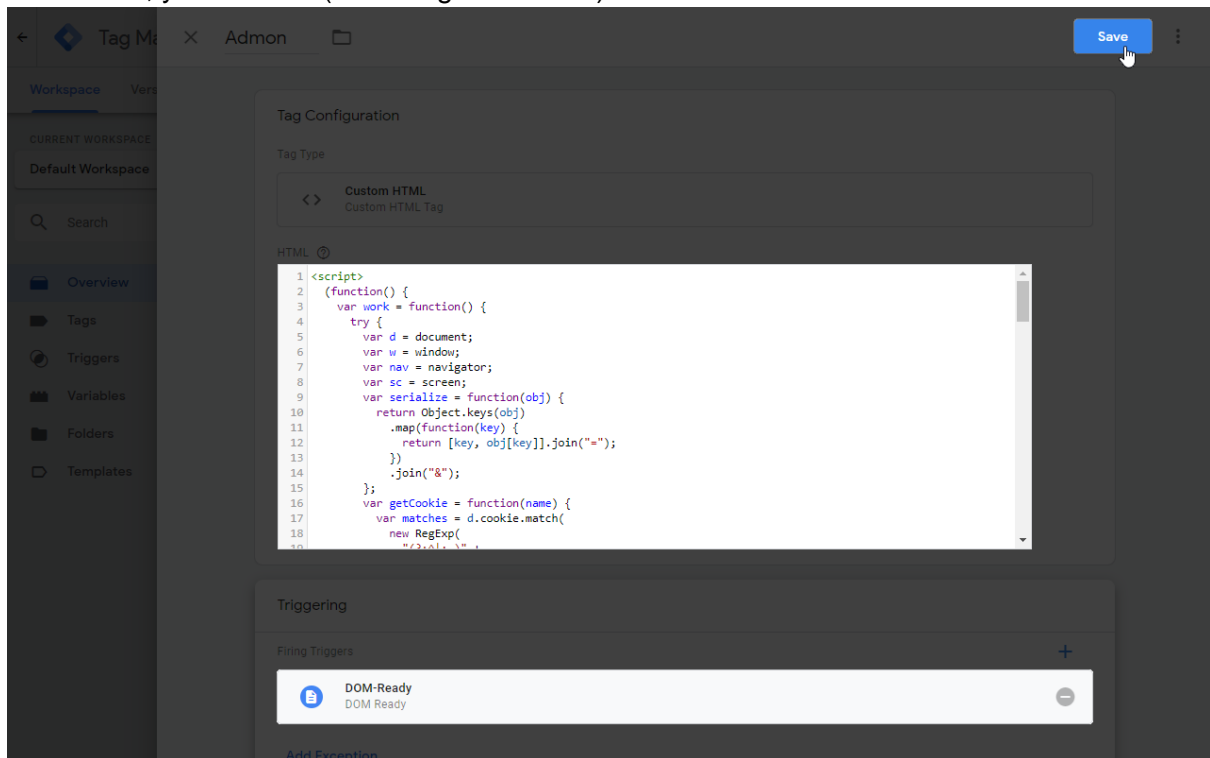 Tag Ma
Admon
Save
Workspace Vers
CURRENT WORKSPACE
Default Workspace
Search
Overview
Tags
Triggers
Variables
Folders
Templates
Tag Configuration
Tag Type
Custom HTML
Custom HTML Tag
HTML
1 <script>
2 (function() {
3 var work = function() {
4 try {
5 var d = document;
6 var w = window;
7 var nav = navigator;
8 var sc = screen;
9 var serialize = function(obj) {
10 return Object.keys(obj)
11 .map(function(key) {
12 return [key, obj[key]].join("=");
13 })
14 .join("&");
15 };
16 var getCookie = function(name) {
17 var matches = d.cookie.match(
18 new RegExp(
19
Triggering
Firing Triggers
DOM-Ready
DOM Ready
Add Exception